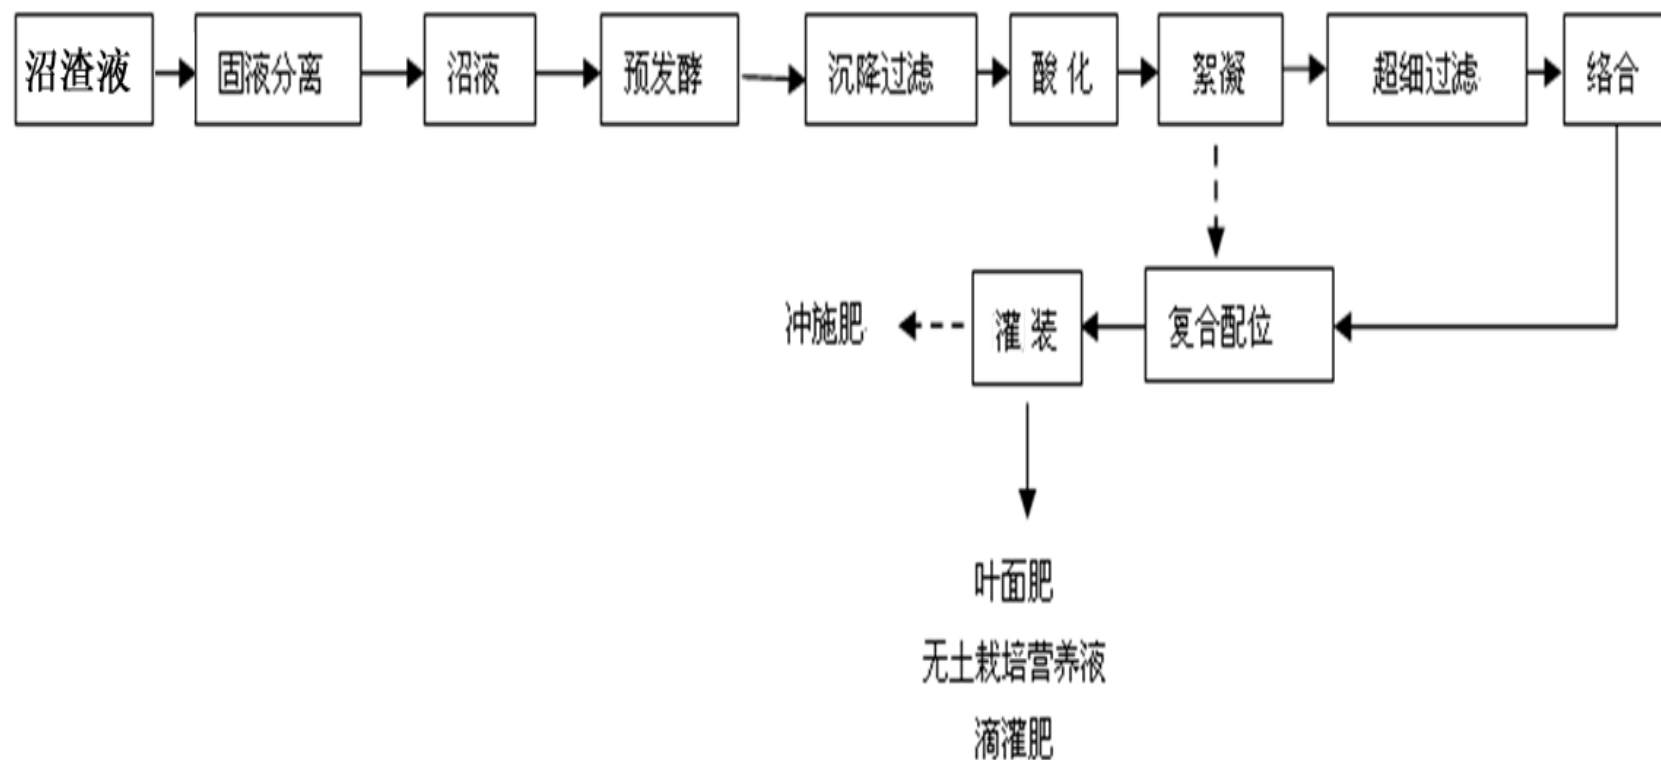 沼渣液
固液分离
沼液
预发酵
沉降过滤
酸化
絮凝
超细过滤
络合
冲施肥
灌装
复合配位
叶面肥
无土栽培营养液
滴灌肥